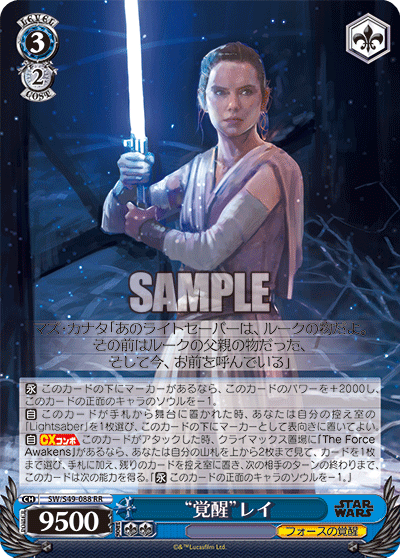 LEVEL
3
2
COST
SAMPLE
マズ・カナタ「あのライトセーバーは、ルークの物だよ。
その前はルークの父親の物だった、
そして今、お前を呼んでいる」
永 このカードの下にマーカーがあるなら、このカードのパワーを＋2000し、
このカードの正面のキャラのソウルを－1。
自 このカードが手札から舞台に置かれた時、あなたは自分の控え室の
「Lightsaber」を1枚選び、このカードの下にマーカーとして表向きに置いてよい。
自 CXコンボ このカードがアタックした時、クライマックス置場に「The Force
Awakens」があるなら、あなたは自分の山札を上から2枚まで見て、カードを1枚
まで選び、手札に加え、残りのカードを控え室に置き、次の相手のターンの終わりまで、
このカードは次の能力を得る。『永 このカードの正面のキャラのソウルを－1。』
CH
SW/S49-088 RR
9500
“覚醒”レイ
STAR WARS
フォースの覚醒
©&™Lucasfilm Ltd.